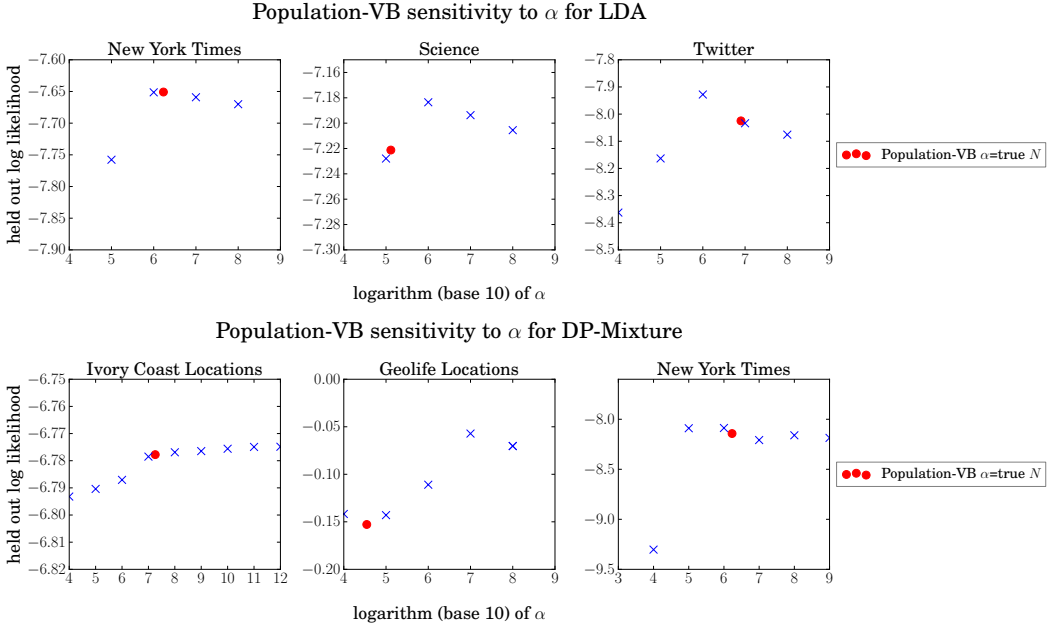 Population-VB sensitivity to α for LDA
New York Times
Science
Twitter
held out log likelihood
−7.60
−7.65
−7.70
−7.75
−7.80
−7.85
−7.90
4 5 6 7 8 9
−7.16
−7.18
−7.20
−7.22
−7.24
−7.26
−7.28
−7.30
4 5 6 7 8 9
−7.8
−7.9
−8.0
−8.1
−8.2
−8.3
−8.4
−8.5
4 5 6 7 8 9
Population-VB α=true N
logarithm (base 10) of α
Population-VB sensitivity to α for DP-Mixture
Ivory Coast Locations
Geolife Locations
New York Times
held out log likelihood
−6.75
−6.76
−6.77
−6.78
−6.79
−6.80
−6.81
−6.82
4 5 6 7 8 9 10 11 12
0.00
−0.05
−0.10
−0.15
−0.20
4 5 6 7 8 9
−8.0
−8.5
−9.0
−9.5
3 4 5 6 7 8 9
Population-VB α=true N
logarithm (base 10) of α